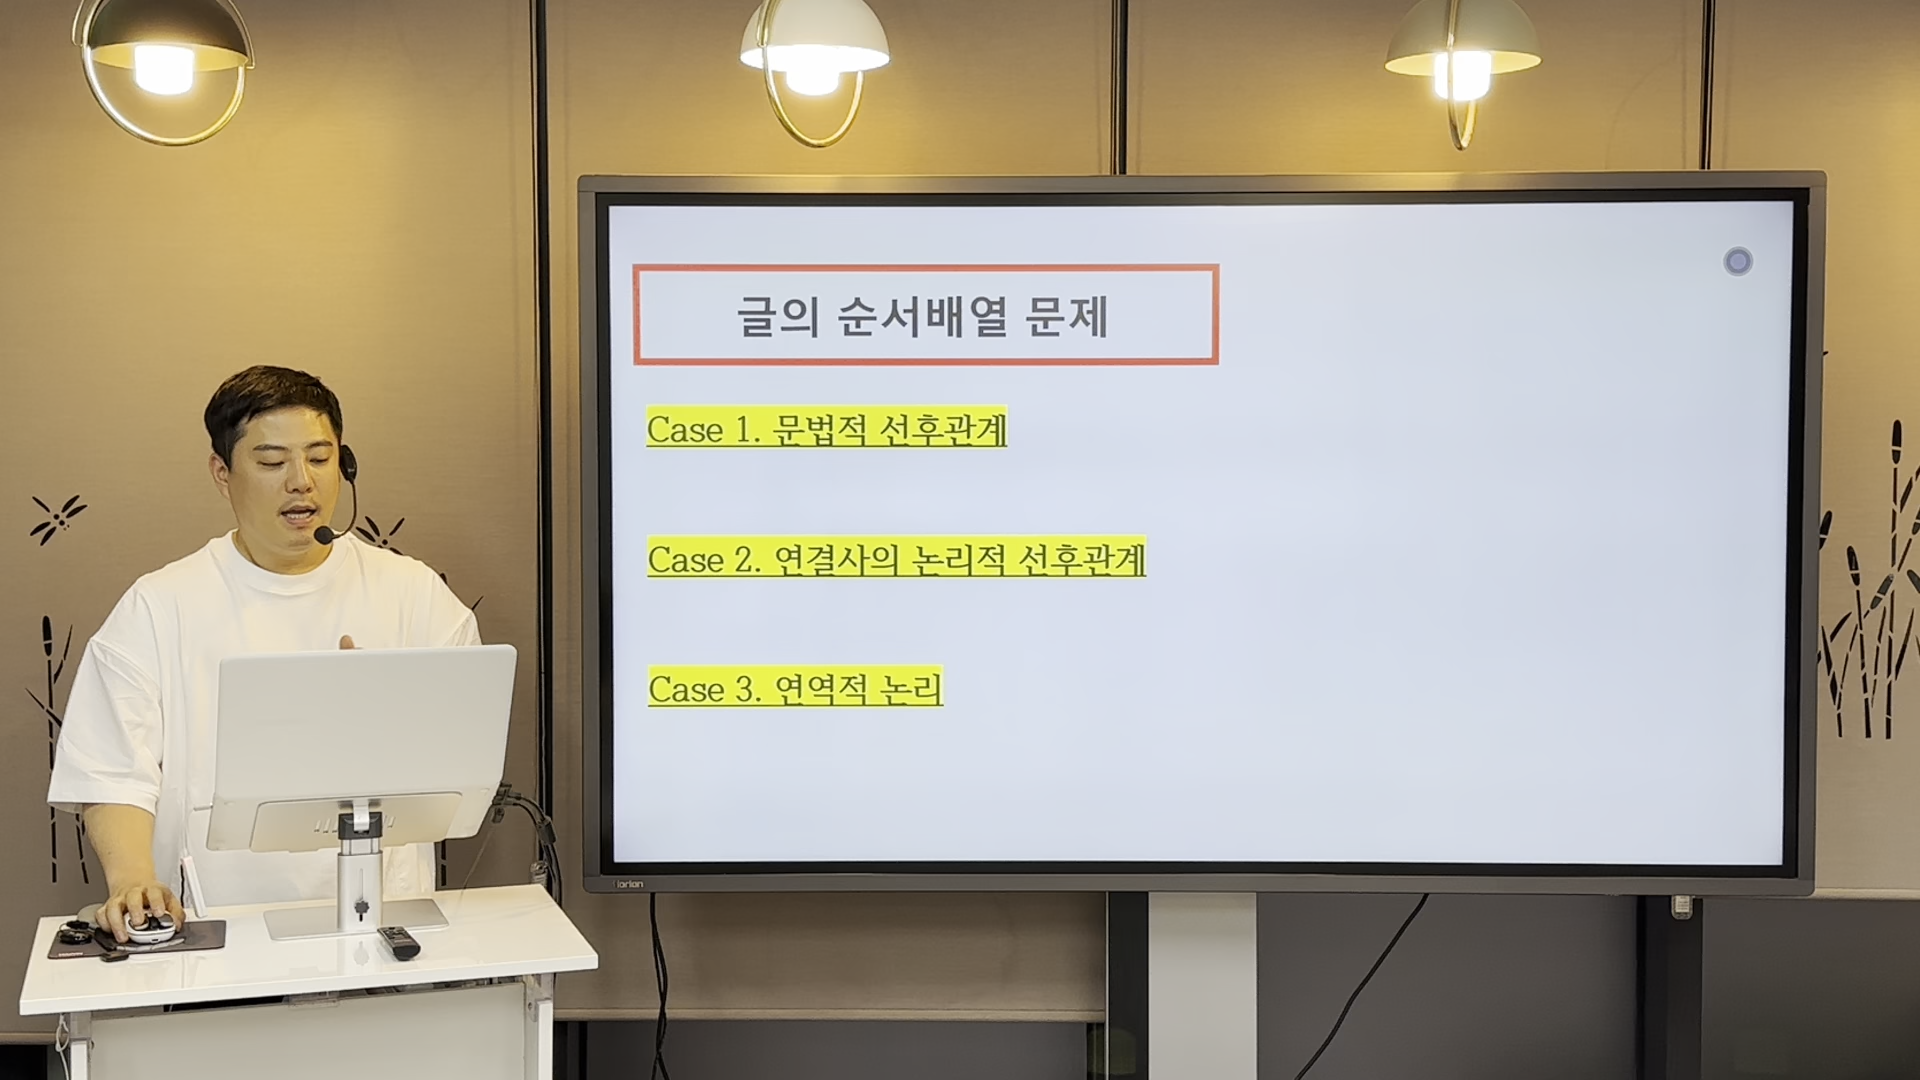 글의 순서배열 문제
Case 1. 문법적 선후관계
Case 2. 연결사의 논리적 선후관계
Case 3. 연역적 논리